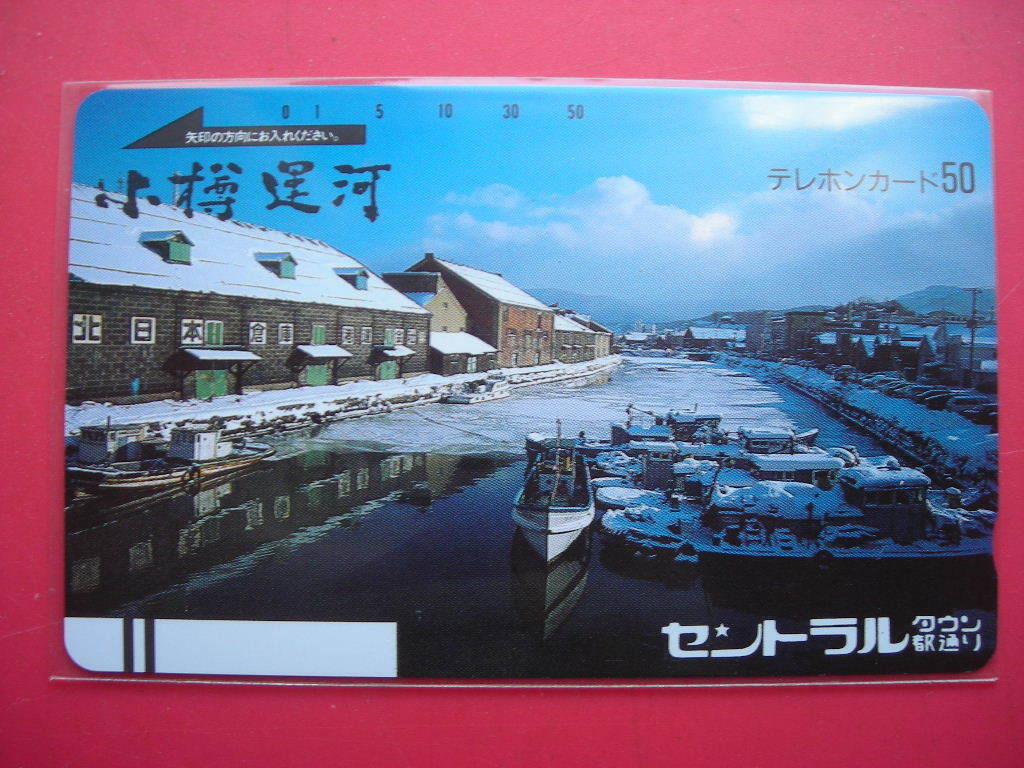 0 1 5 10 30 50
矢印の方向にお入れください。
小樽運河
テレホンカード50
北日本倉庫
セントラルタウン
都通り